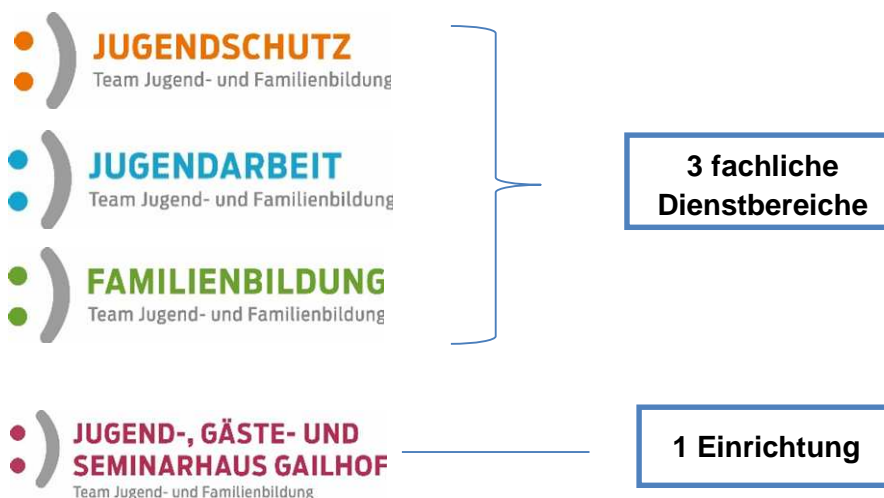 JUGENDSCHUTZ
Team Jugend- und Familienbildung
JUGENDARBEIT
Team Jugend- und Familienbildung
FAMILIENBILDUNG
Team Jugend- und Familienbildung
3 fachliche
Dienstbereiche
JUGEND-, GÄSTE- UND
SEMINARHAUS GAILHOF
Team Jugend- und Familienbildung
1 Einrichtung